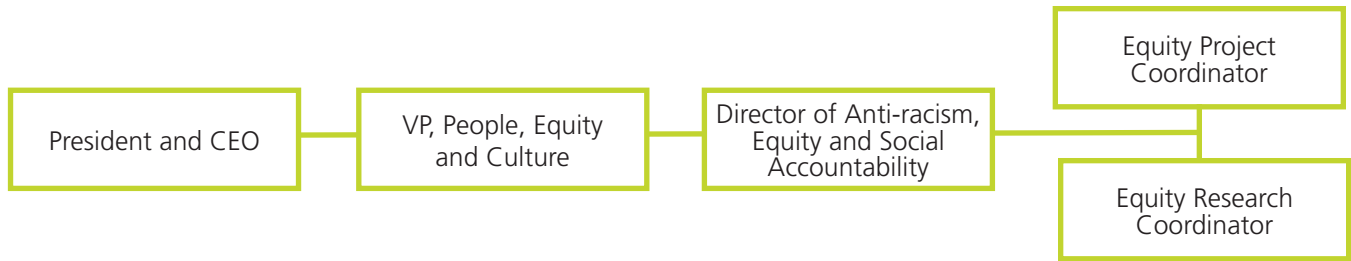 President and CEO
VP, People, Equity
and Culture
Director of Anti-racism,
Equity and Social
Accountability
Equity Project
Coordinator
Equity Research
Coordinator